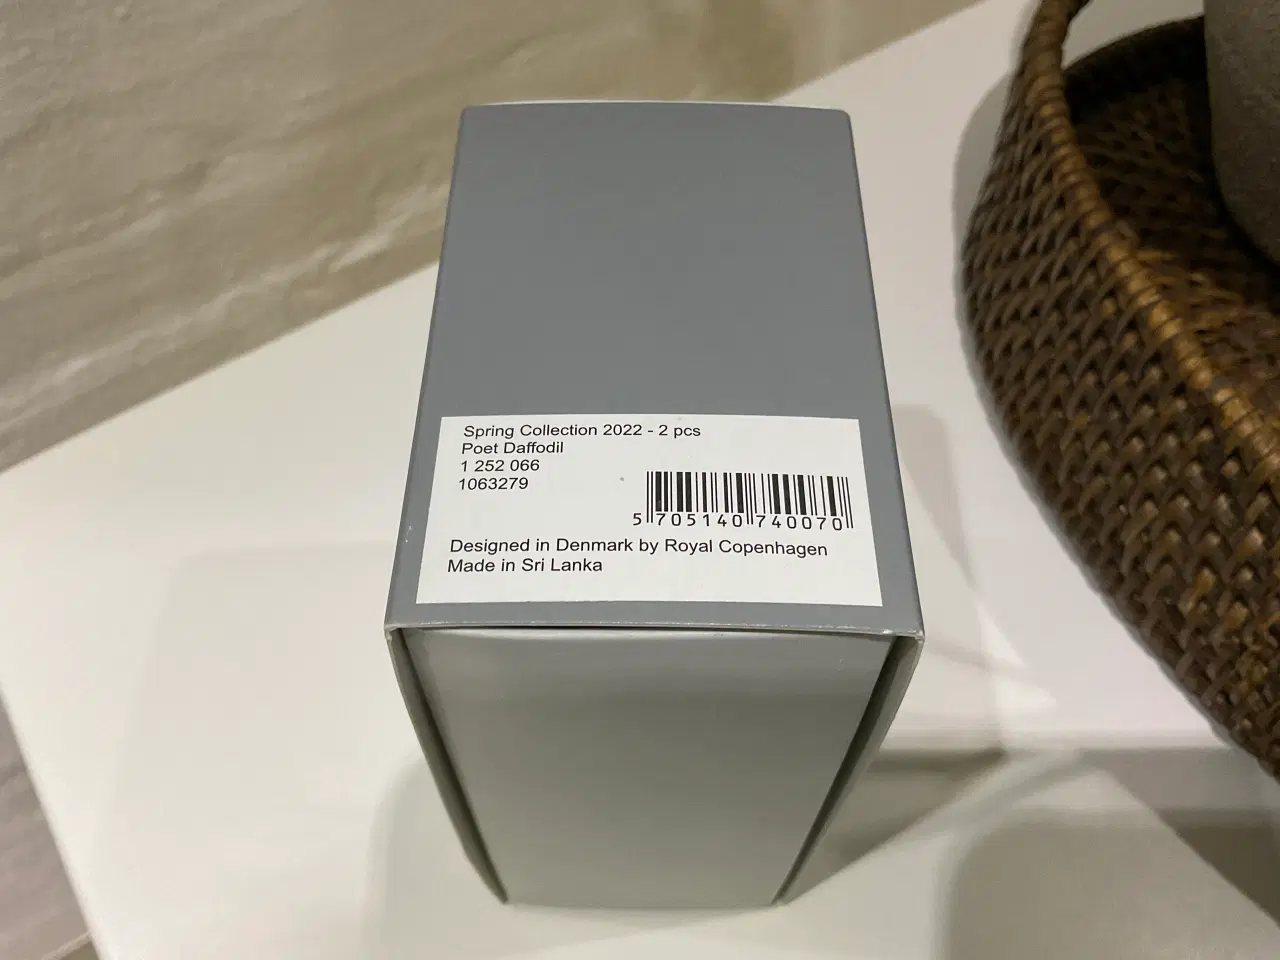 Spring Collection 2022 - 2 pcs
Poet Daffodil
1 252 066
1063279
5 705140 740070
Designed in Denmark by Royal Copenhagen
Made in Sri Lanka